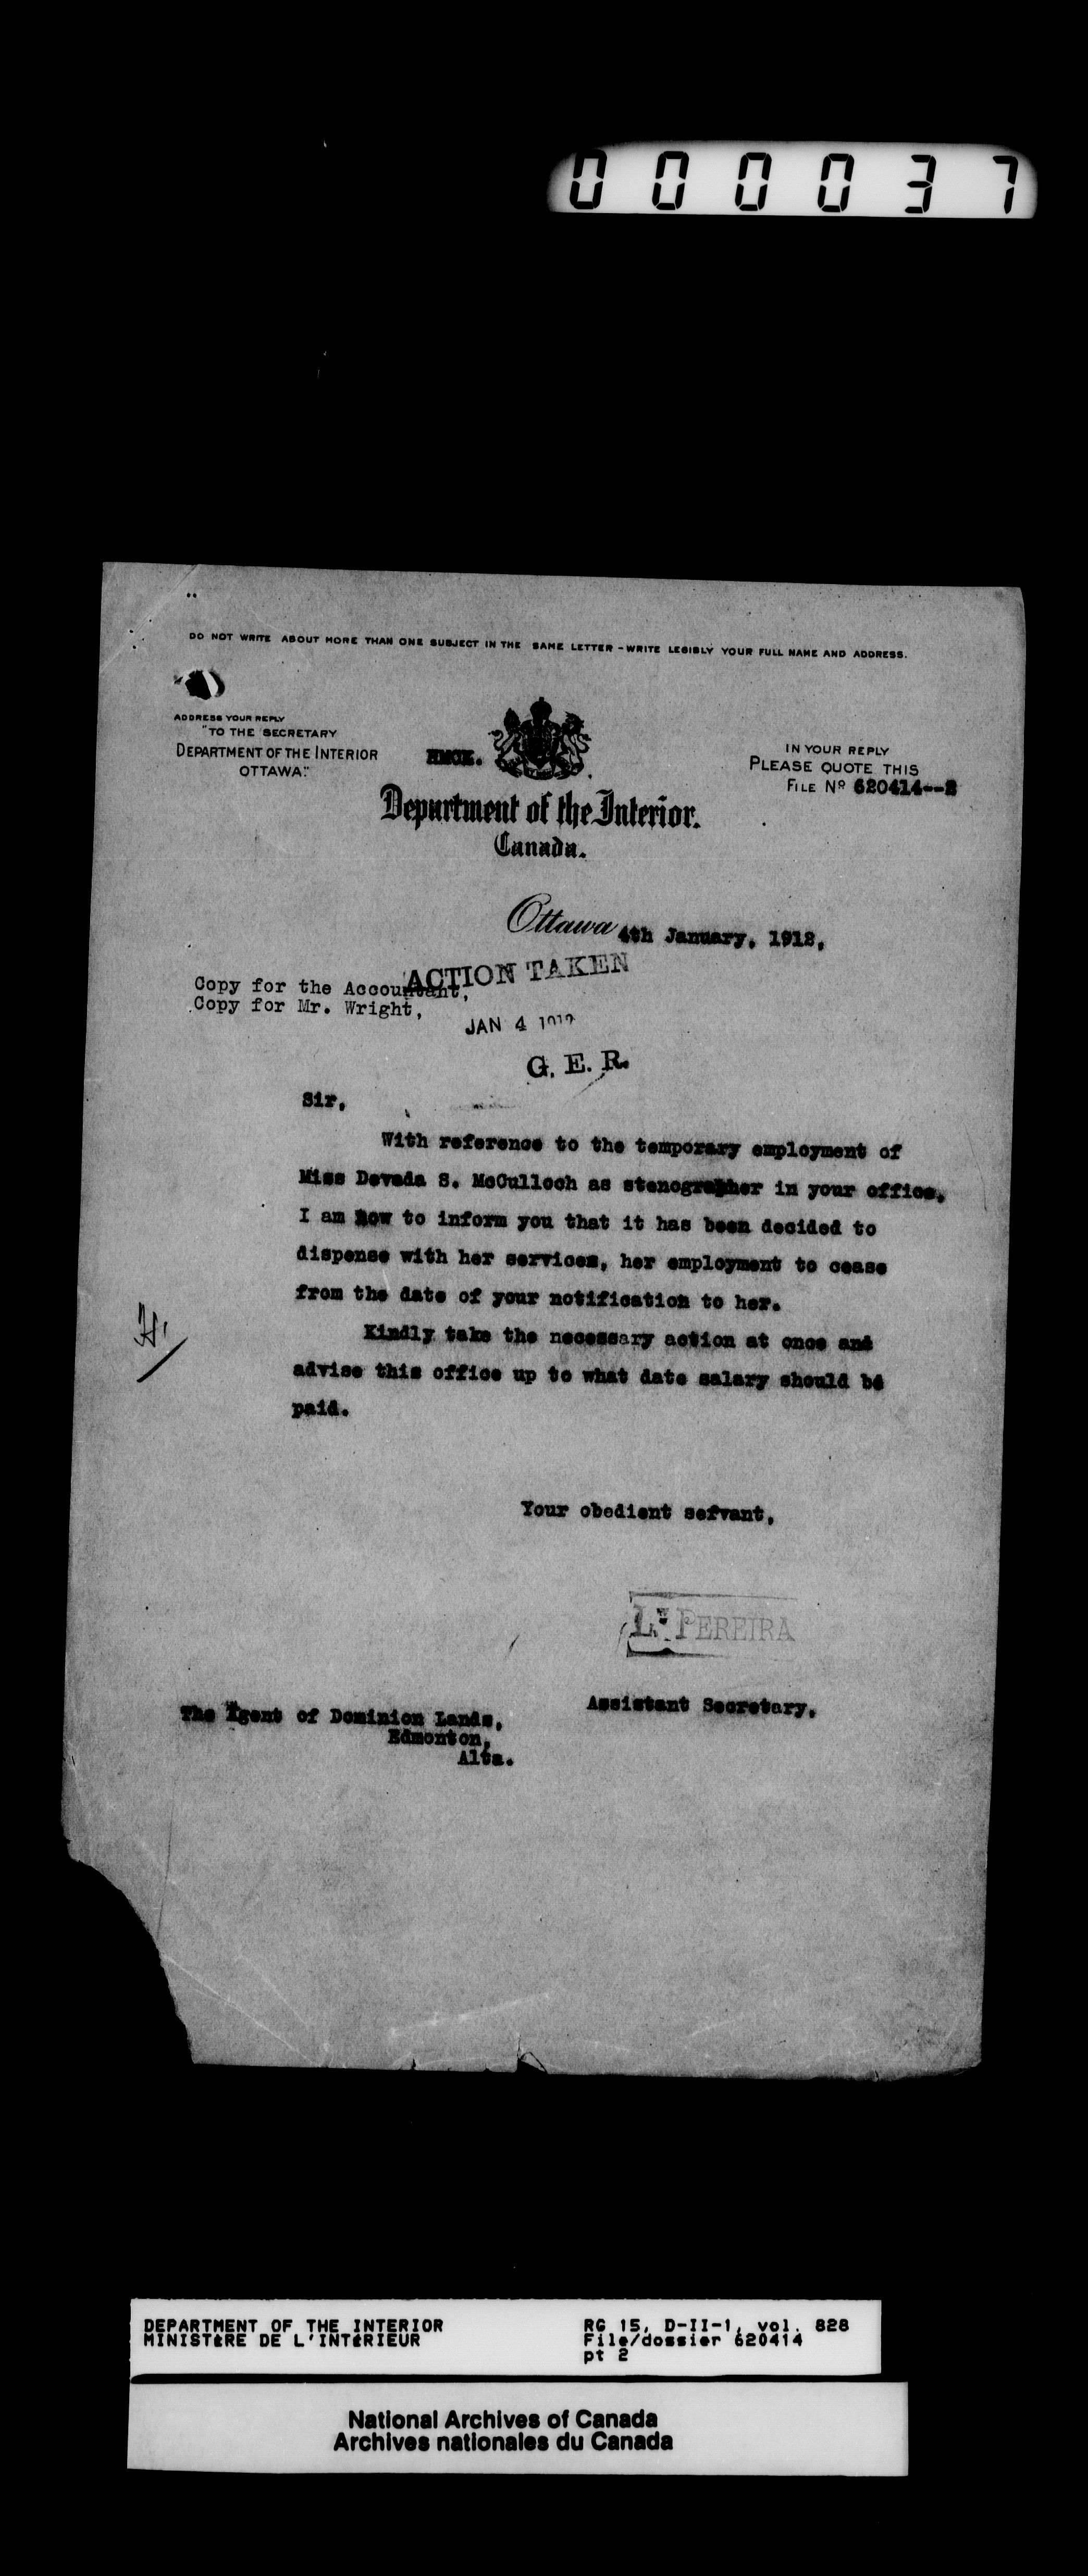 000037
DO NOT WRITE ABOUT MORE THAN ONE SUBJECT IN THE SAME LETTER - WRITE LEGIBLY YOUR FULL NAME AND ADDRESS.
ADDRESS YOUR REPLY
"TO THE SECRETARY
DEPARTMENT OF THE INTERIOR
OTTAWA."
HMCK.
IN YOUR REPLY
PLEASE QUOTE THIS
FILE No 620414--2
Department of the Interior.
Canada.
Ottawa 4th January, 1912,
ACTION TAKEN
Copy for the Accountant,
Copy for Mr. Wright,
JAN 4 1912
G. E. R.
Sir,
With reference to the temporary employment of
Miss Devada S. McCulloch as stenographer in your office,
I am now to inform you that it has been decided to
dispense with her services, her employment to cease
from the date of your notification to her.
Kindly take the necessary action at once and
advise this office up to what date salary should be
paid.
Your obedient servant,
PEREIRA
Assistant Secretary,
The Agent of Dominion Lands,
Edmonton,
Alta.
DEPARTMENT OF THE INTERIOR
MINISTÈRE DE L'INTÉRIEUR
RG 15, D-II-1, vol. 828
File/dossier 620414
pt 2
National Archives of Canada
Archives nationales du Canada